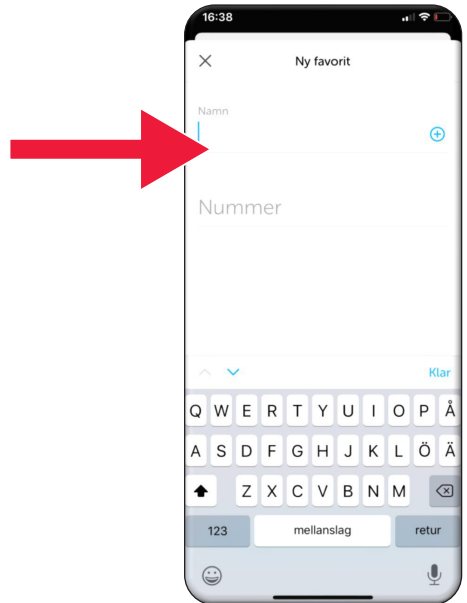 16:38
Ny favorit
Namn
Nummer
Klar
Q W E R T Y U I O P Å
A S D F G H J K L Ö Ä
Z X C V B N M
123 mellanslag retur